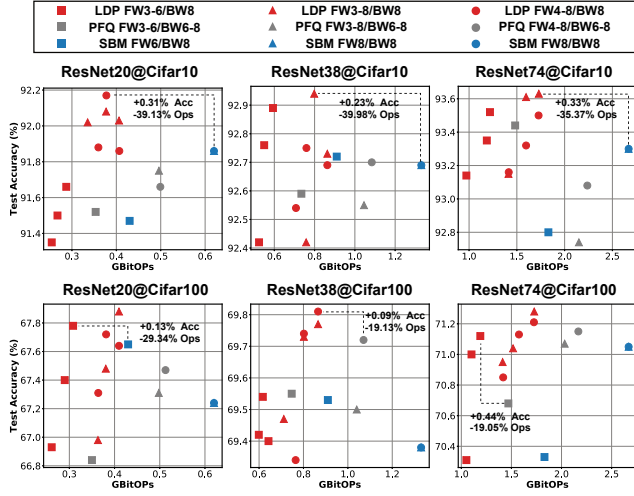 LDP FW3-6/BW8 LDP FW3-8/BW8 LDP FW4-8/BW8
PFQ FW3-6/BW6-8 PFQ FW3-8/BW6-8 PFQ FW4-8/BW6-8
SBM FW6/BW8 SBM FW8/BW8 SBM FW8/BW8
ResNet20@Cifar10 ResNet38@Cifar10 ResNet74@Cifar10
Test Accuracy (%)
92.2
92.0
91.8
91.6
91.4
+0.31% Acc
-39.13% Ops
0.3 0.4 0.5 0.6
GBitOPs
92.9
92.8
92.7
92.6
92.5
92.4
+0.23% Acc
-39.98% Ops
0.6 0.8 1.0 1.2
GBitOPs
93.6
93.4
93.2
93.0
92.8
+0.33% Acc
-35.37% Ops
1.0 1.5 2.0 2.5
GBitOPs
ResNet20@Cifar100 ResNet38@Cifar100 ResNet74@Cifar100
Test Accuracy (%)
67.8
67.6
67.4
67.2
67.0
66.8
+0.13% Acc
-29.34% Ops
0.3 0.4 0.5 0.6
GBitOPs
69.8
69.7
69.6
69.5
69.4
+0.09% Acc
-19.13% Ops
0.6 0.8 1.0 1.2
GBitOPs
71.2
71.0
70.8
70.6
70.4
+0.44% Acc
-19.05% Ops
1.0 1.5 2.0 2.5
GBitOPs